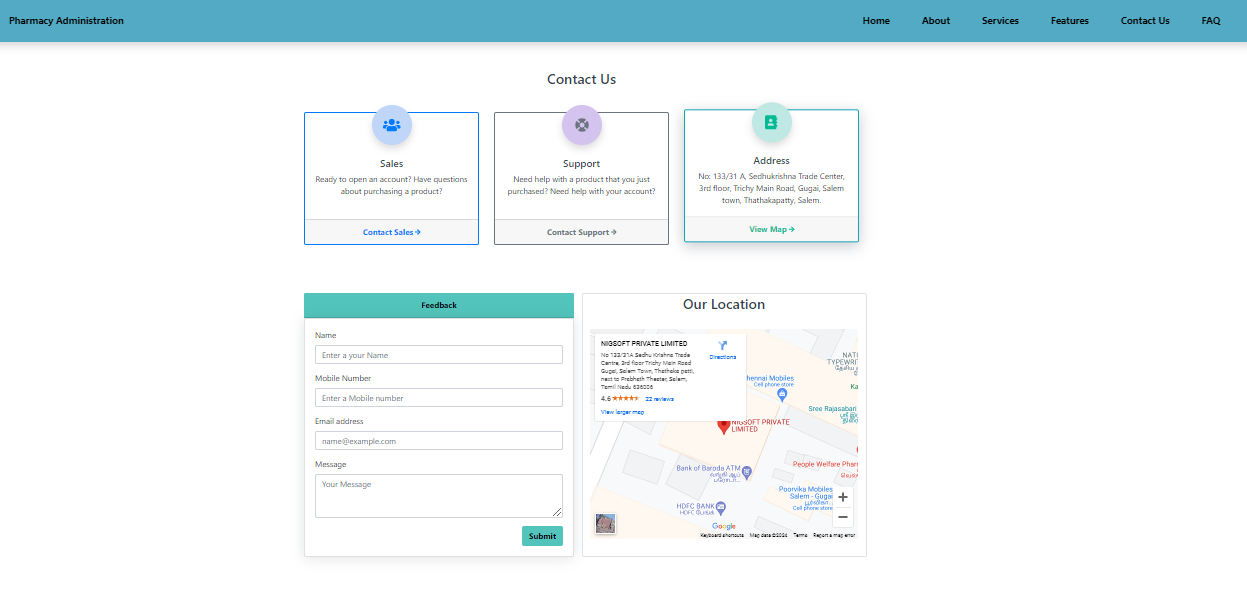 Pharmacy Administration
Home
About
Services
Features
Contact Us
FAQ
Contact Us
Sales
Ready to open an account? Have questions
about purchasing a product?
Contact Sales →
Support
Need help with a product that you just
purchased? Need help with your account?
Contact Support →
Address
No: 133/31 A, Sedhukrishna Trade Center,
3rd floor, Trichy Main Road, Gugai, Salem
town, Thathakapatty, Salem.
View Map →
Feedback
Name
Enter a your Name
Mobile Number
Enter a Mobile number
Email address
name@example.com
Message
Your Message
Submit
Our Location
NIGSOFT PRIVATE LIMITED
No 133/31A Sedhu Krishna Trade
Centre, 3rd floor Trichy Main Road
Gugai, Salem Town, Thathaka patti,
next to Prabhath Theater, Salem,
Tamil Nadu 636006
4.6
22 reviews
View larger map
Directions
NATI
TYPEWRIT
hennai Mobiles
Cell phone store
Ka
Sree Rajasabari
NIGSOFT PRIVATE
LIMITED
People Welfare Phar
Bank of Baroda ATM
வங்கி ஆஃப்
பரோடா...
Poorvika Mobiles
Salem - Gugai
Cell phone store
HDFC BANK
HDFC பேங்க்
Google
+
−
Keyboard shortcuts
Map data ©2024
Terms
Report a map error